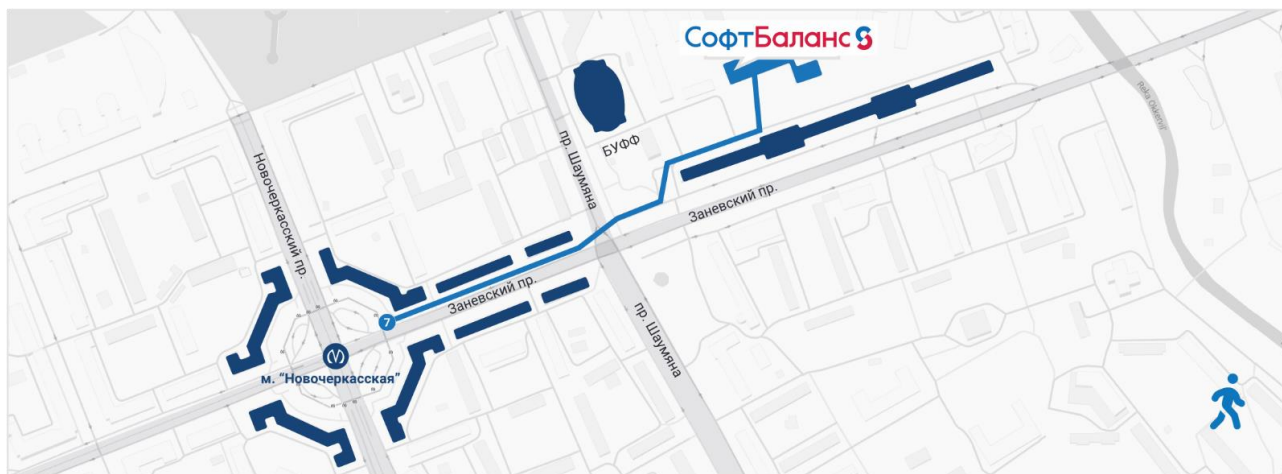 СофтБаланс
БУФФ
пр. Шаумяна
Новочеркасский пр.
Заневский пр.
Заневский пр.
7
пр. Шаумяна
м. "Новочеркасская"